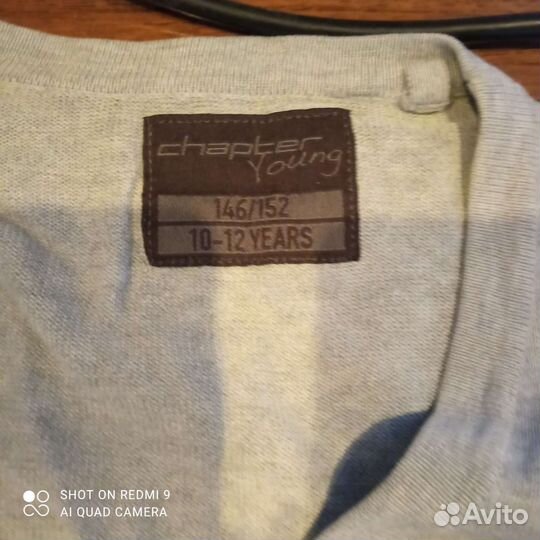 chapter
Young
146/152
10-12 YEARS
SHOT ON REDMI 9
AI QUAD CAMERA
Avito